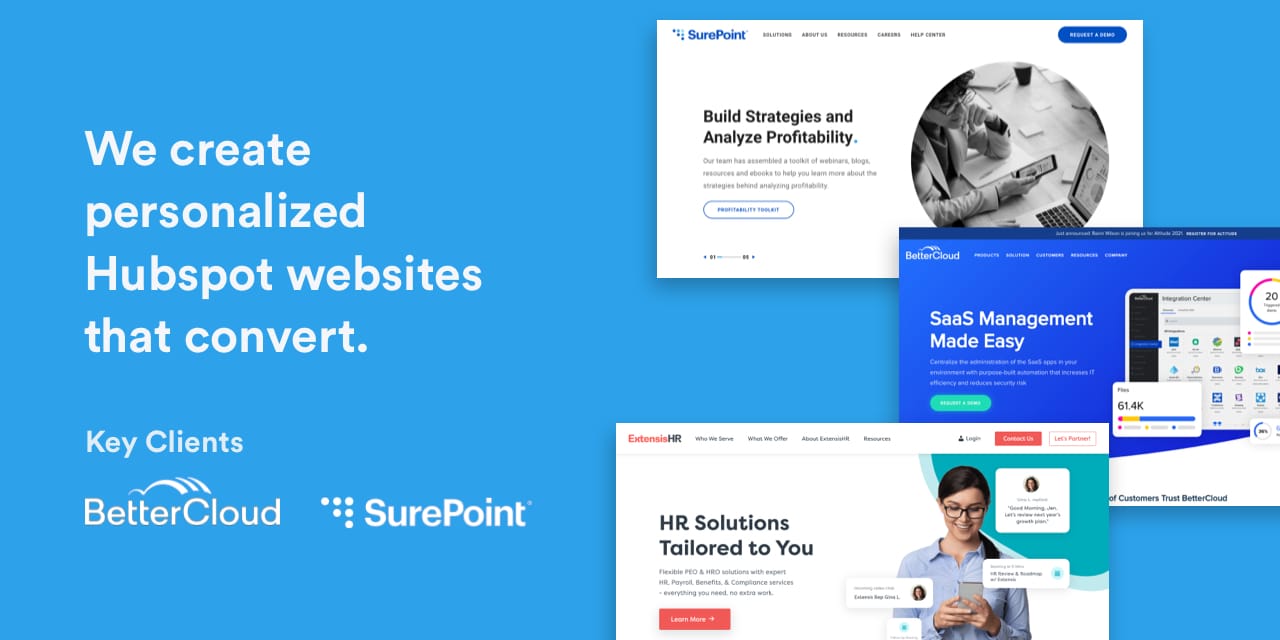 We create
personalized
Hubspot websites
that convert.
Key Clients
BetterCloud
SurePoint
SurePoint
SOLUTIONS ABOUT US RESOURCES CAREERS HELP CENTER
REQUEST A DEMO
Build Strategies and
Analyze Profitability.
Our team has assembled a toolkit of webinars, blogs,
resources and ebooks to help you learn more about the
strategies behind analyzing profitability.
PROFITABILITY TOOLKIT
01 05
Just announced: Rainn Wilson is joining us for Altitude 2021. REGISTER FOR ALTITUDE
BetterCloud
PRODUCTS SOLUTION CUSTOMERS RESOURCES COMPANY
SaaS Management
Made Easy
Centralize the administration of the SaaS apps in your
environment with purpose-built automation that increases IT
efficiency and reduces security risk
REQUEST A DEMO
Integration Center
20
Triggered
Alerts
Files
61.4K
36%
of Customers Trust BetterCloud
ExtensisHR
Who We Serve What We Offer About ExtensisHR Resources
Login
Contact Us
Let's Partner!
HR Solutions
Tailored to You
Flexible PEO & HRO solutions with expert
HR, Payroll, Benefits, & Compliance services
- everything you need, no extra work.
Learn More
"Good Morning, Jen.
Let's review next year's
growth plan."
HR Review & Roadmap
w/ Extensis
Extensis Rep Gina L.